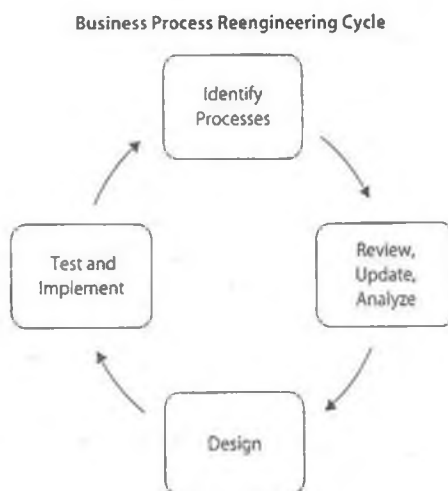 Business Process Reengineering Cycle
Identify
Processes
Review,
Update,
Analyze
Test and
Implement
Design